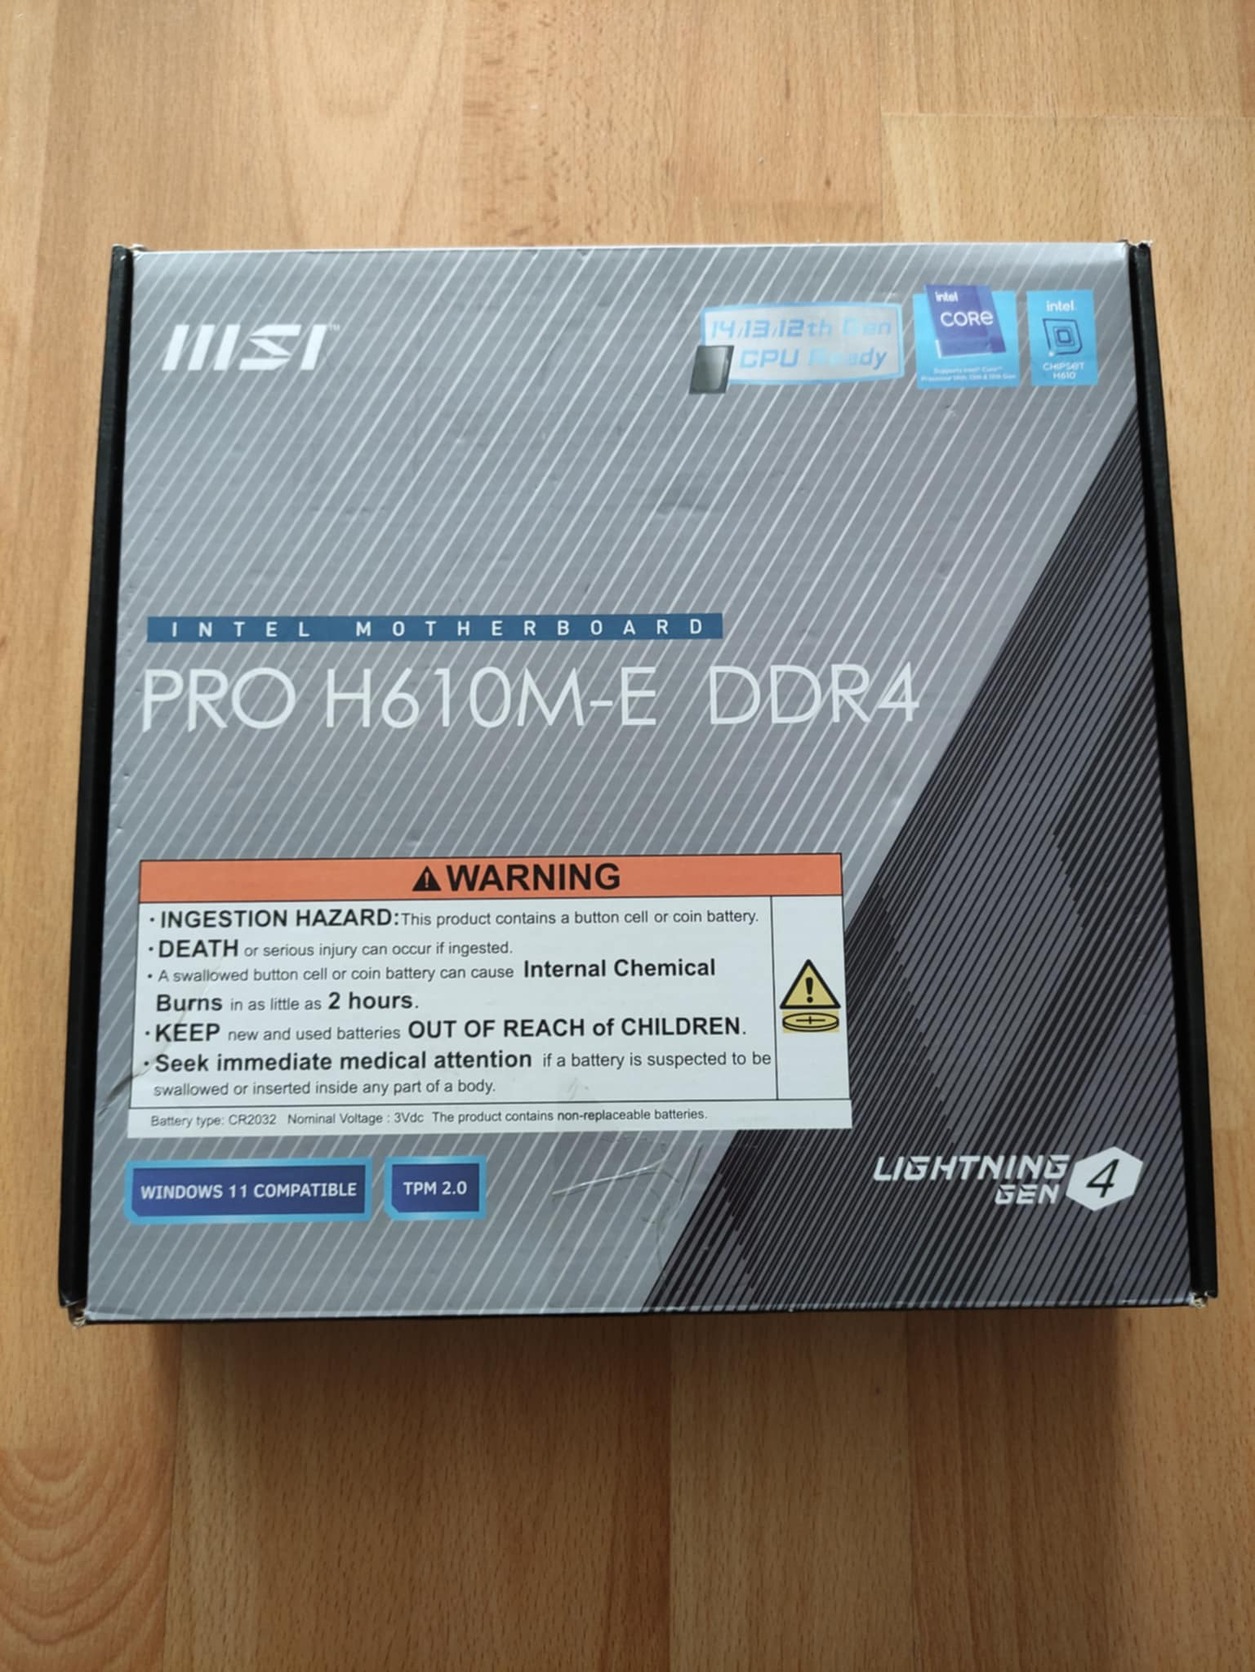 msi
14/13/12th Gen
CPU Ready
intel
CORE
intel.
CHIPSET
H610
INTEL MOTHERBOARD
PRO H610M-E DDR4
WARNING
· INGESTION HAZARD:This product contains a button cell or coin battery.
· DEATH or serious injury can occur if ingested.
· A swallowed button cell or coin battery can cause Internal Chemical
Burns in as little as 2 hours.
· KEEP new and used batteries OUT OF REACH of CHILDREN.
· Seek immediate medical attention if a battery is suspected to be
swallowed or inserted inside any part of a body.
Battery type: CR2032 Nominal Voltage : 3Vdc The product contains non-replaceable batteries.
WINDOWS 11 COMPATIBLE
TPM 2.0
LIGHTNING
GEN 4